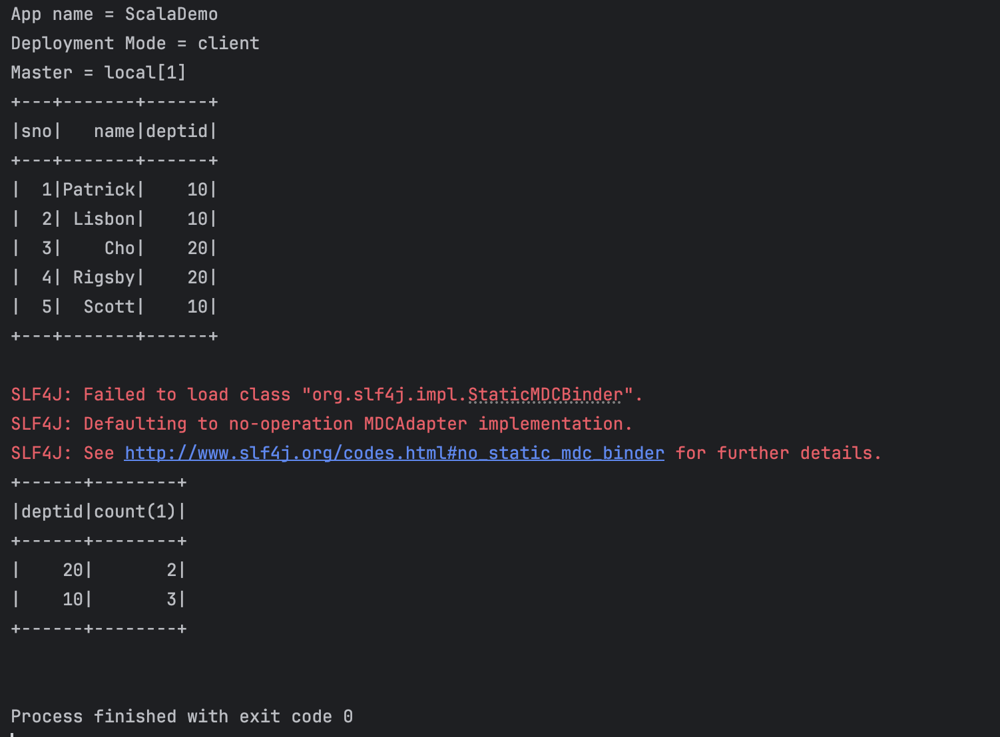 App name = ScalaDemo
Deployment Mode = client
Master = local[1]
+---+-------+------+
|sno|   name|deptid|
+---+-------+------+
|  1|Patrick|    10|
|  2| Lisbon|    10|
|  3|    Cho|    20|
|  4| Rigsby|    20|
|  5|  Scott|    10|
+---+-------+------+
SLF4J: Failed to load class "org.slf4j.impl.StaticMDCBinder".
SLF4J: Defaulting to no-operation MDCAdapter implementation.
SLF4J: See http://www.slf4j.org/codes.html#no_static_mdc_binder for further details.
+------+--------+
|deptid|count(1)|
+------+--------+
|    20|       2|
|    10|       3|
+------+--------+
Process finished with exit code 0